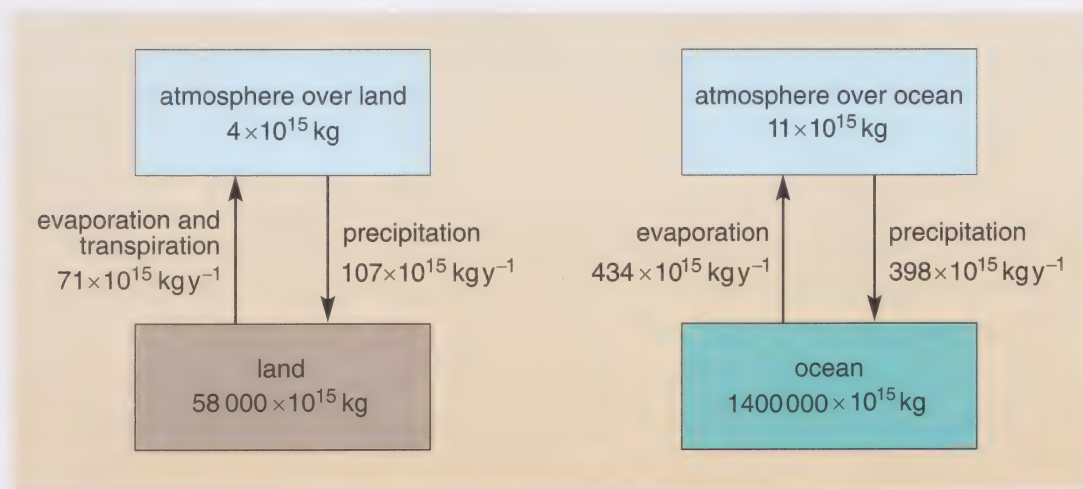 atmosphere over land
4×10¹⁵ kg
atmosphere over ocean
11×10¹⁵ kg
evaporation and
transpiration
71×10¹⁵ kg y⁻¹
precipitation
107×10¹⁵ kg y⁻¹
evaporation
434×10¹⁵ kg y⁻¹
precipitation
398×10¹⁵ kg y⁻¹
land
58 000×10¹⁵ kg
ocean
1400 000×10¹⁵ kg